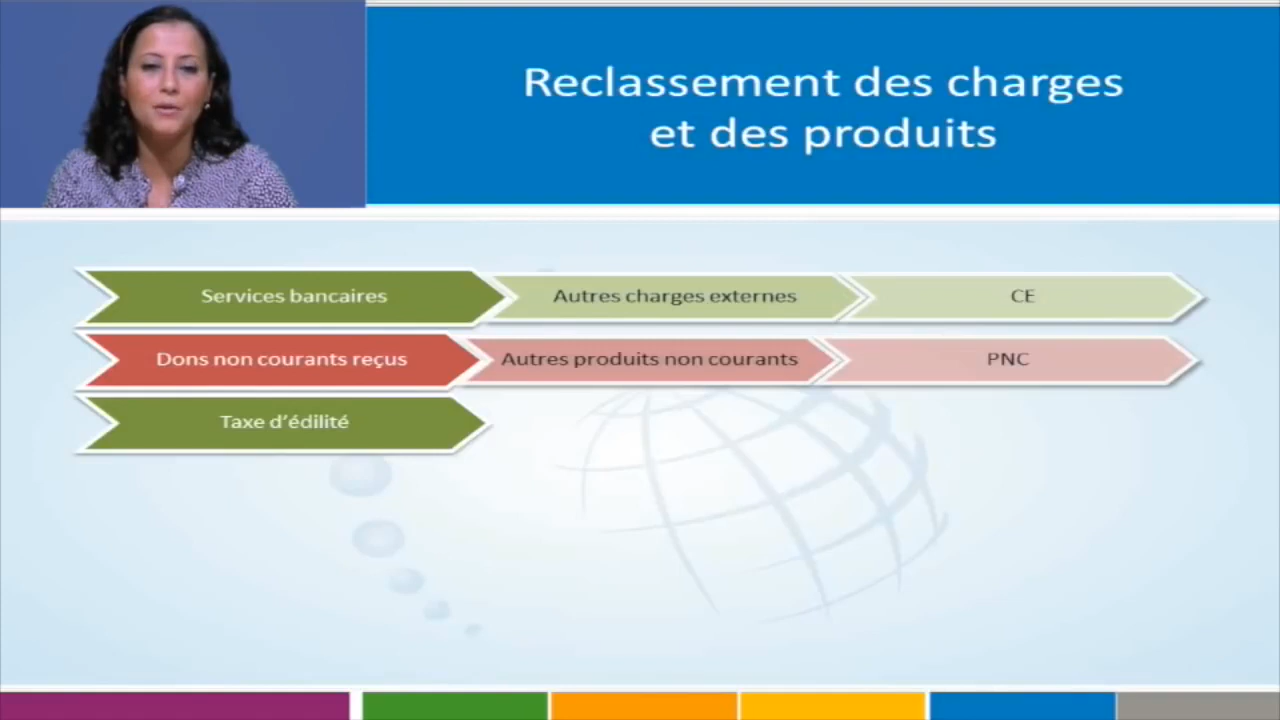 Reclassement des charges
et des produits
Services bancaires
Autres charges externes
CE
Dons non courants reçus
Autres produits non courants
PNC
Taxe d'édilité